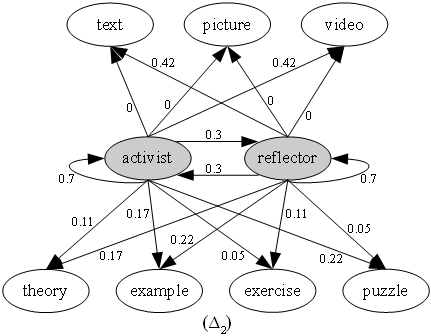 text picture video
0.42 0.42
0 0 0 0
0.3
activist reflector
0.3
0.7 0.7
0.11 0.17 0.11 0.05
0.22
0.17 0.05 0.22
theory example exercise puzzle
(Δ2)